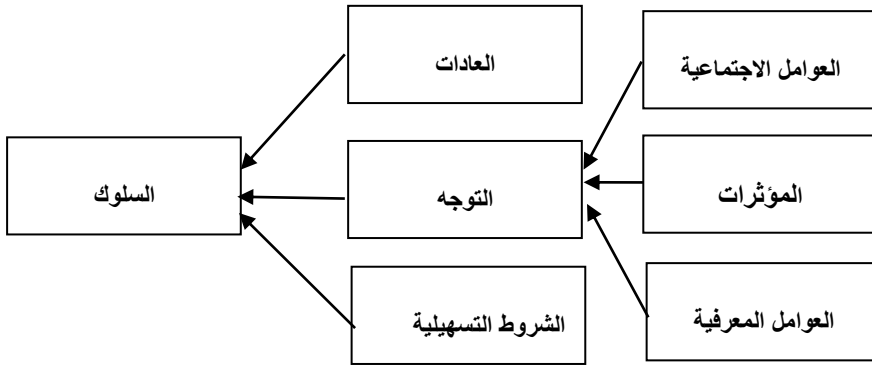 العوامل الاجتماعية
العادات
المؤثرات
التوجه
السلوك
العوامل المعرفية
الشروط التسهيلية